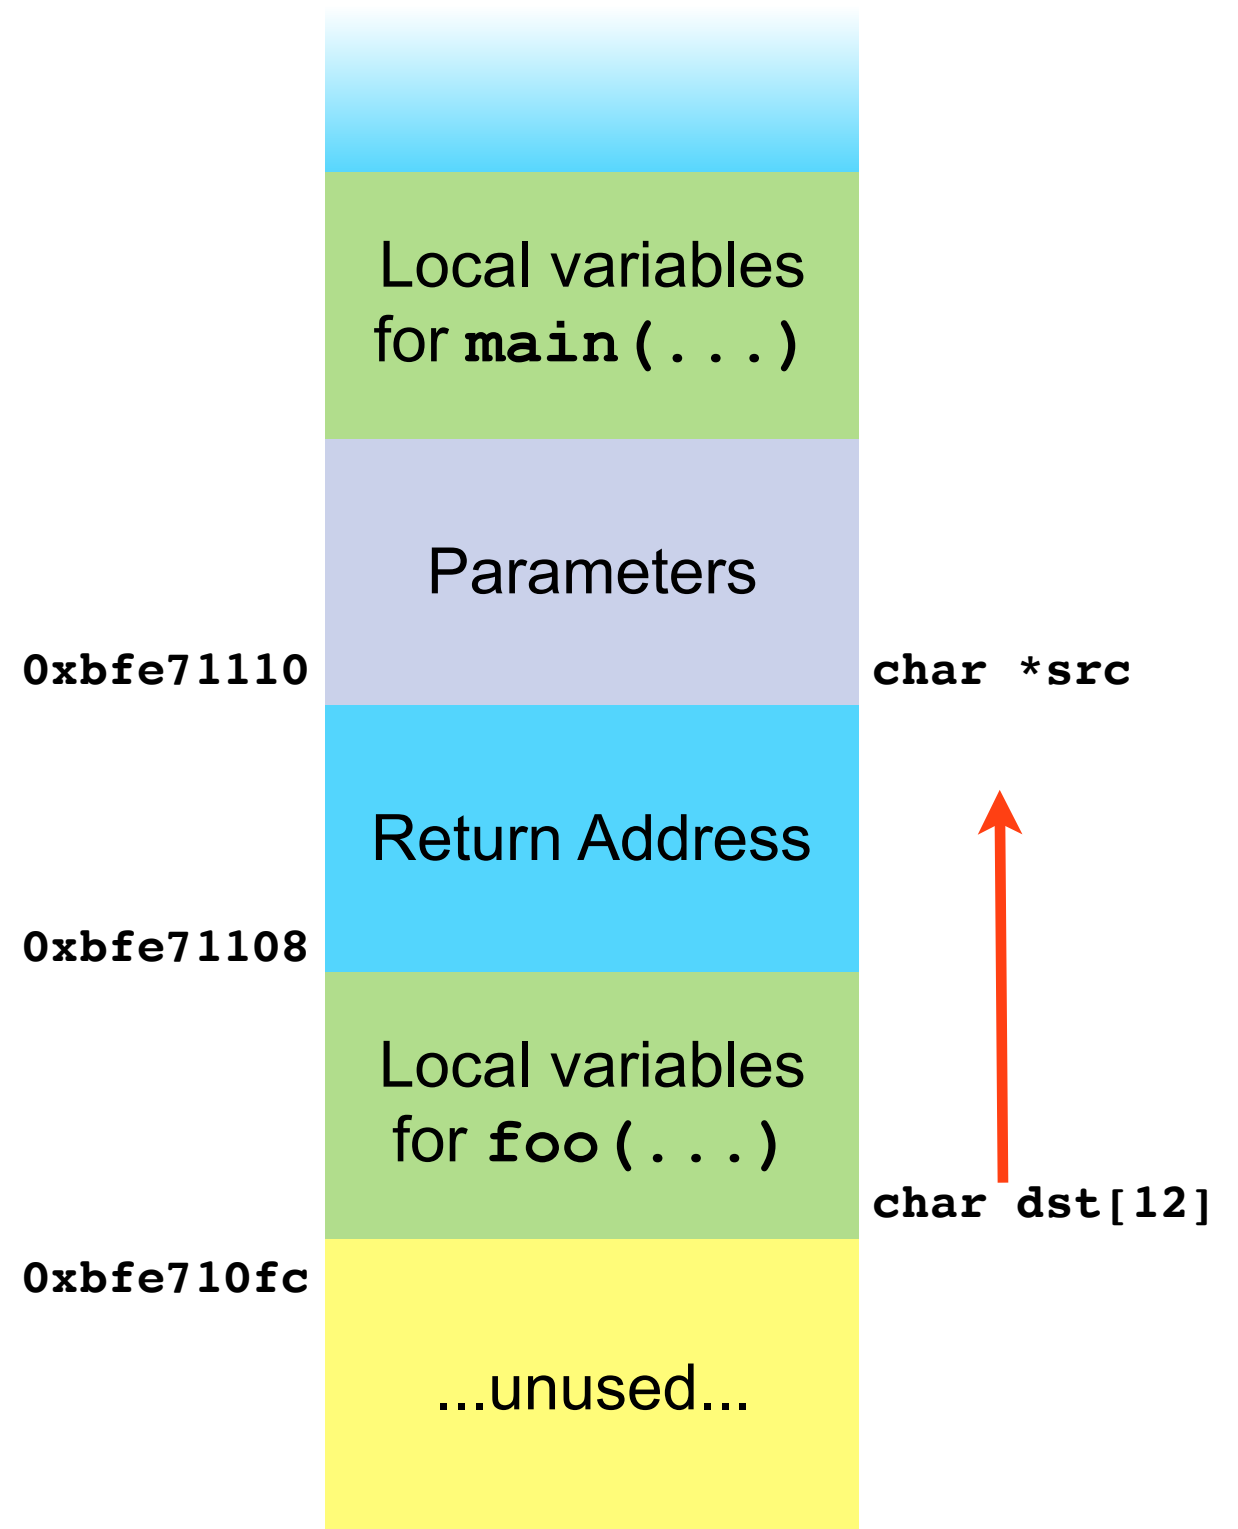 Local variables
for main(...)
Parameters
0xbfe71110
char *src
Return Address
0xbfe71108
Local variables
for foo(...)
char dst[12]
0xbfe710fc
...unused...